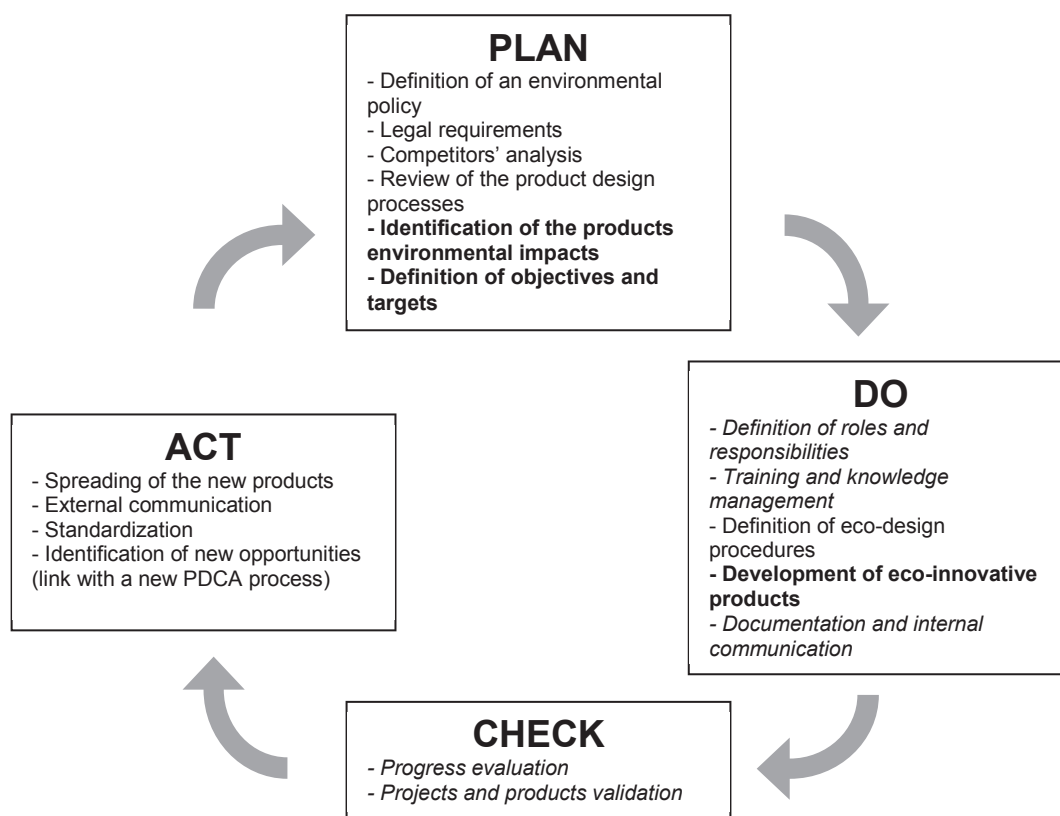 PLAN
- Definition of an environmental
policy
- Legal requirements
- Competitors’ analysis
- Review of the product design
processes
- Identification of the products
environmental impacts
- Definition of objectives and
targets
DO
- Definition of roles and
responsibilities
- Training and knowledge
management
- Definition of eco-design
procedures
- Development of eco-innovative
products
- Documentation and internal
communication
CHECK
- Progress evaluation
- Projects and products validation
ACT
- Spreading of the new products
- External communication
- Standardization
- Identification of new opportunities
(link with a new PDCA process)